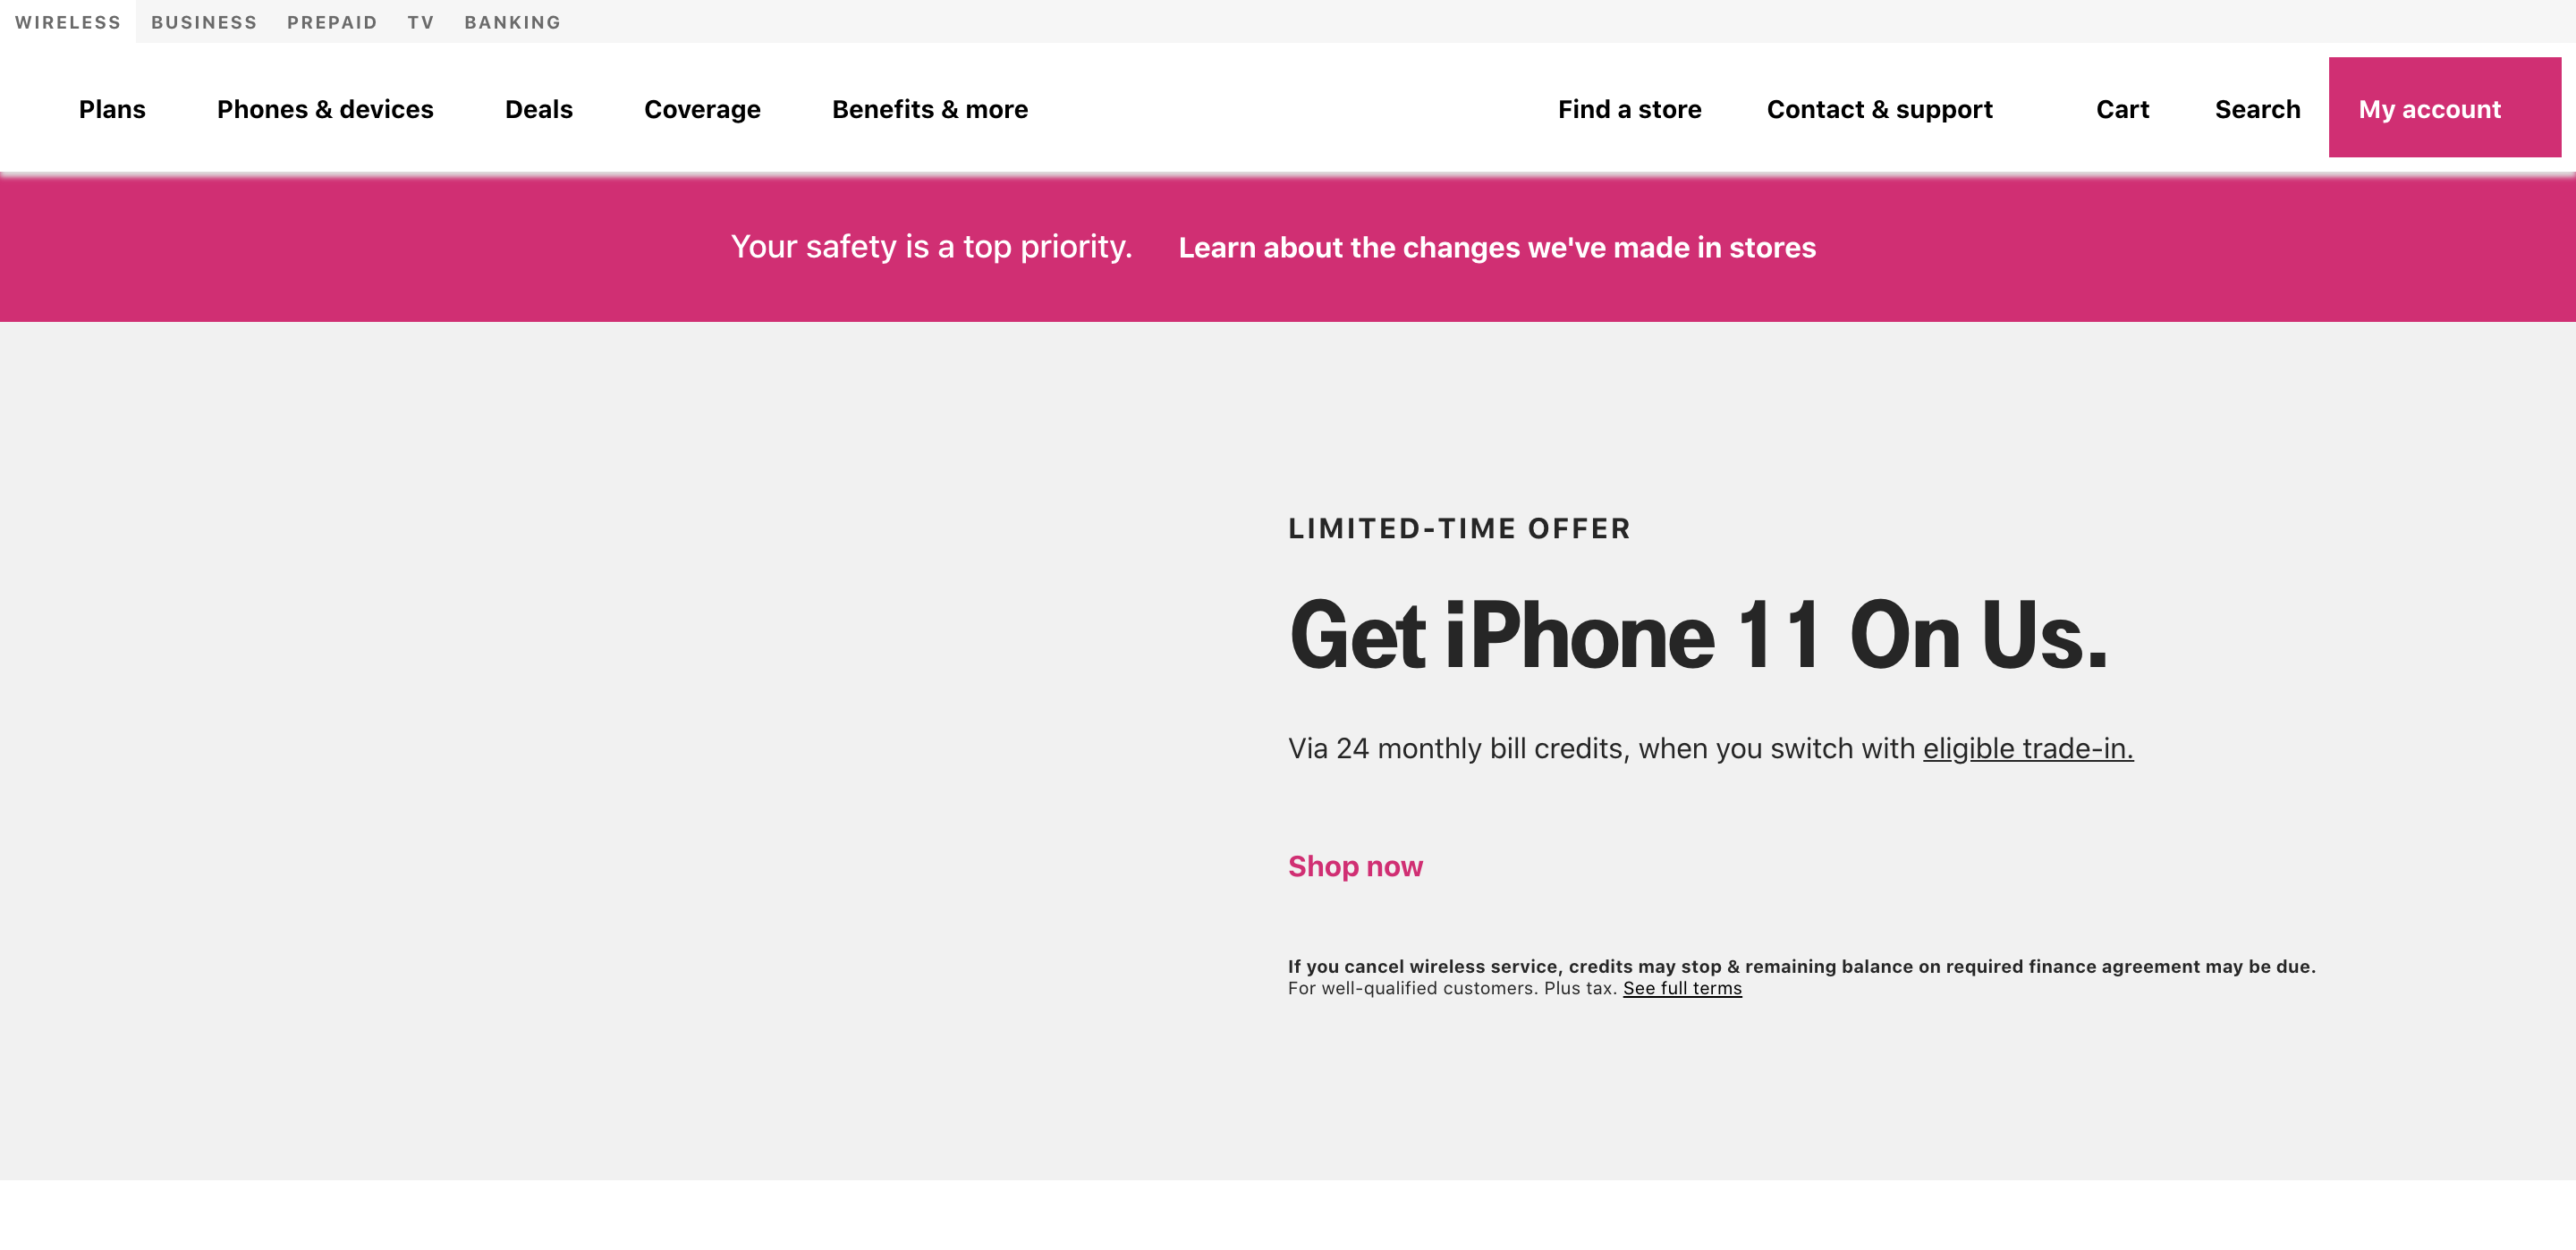 WIRELESS BUSINESS PREPAID TV BANKING
Plans Phones & devices Deals Coverage Benefits & more Find a store Contact & support Cart Search My account
Your safety is a top priority. Learn about the changes we've made in stores
LIMITED-TIME OFFER
Get iPhone 11 On Us.
Via 24 monthly bill credits, when you switch with eligible trade-in.
Shop now
If you cancel wireless service, credits may stop & remaining balance on required finance agreement may be due.
For well-qualified customers. Plus tax. See full terms